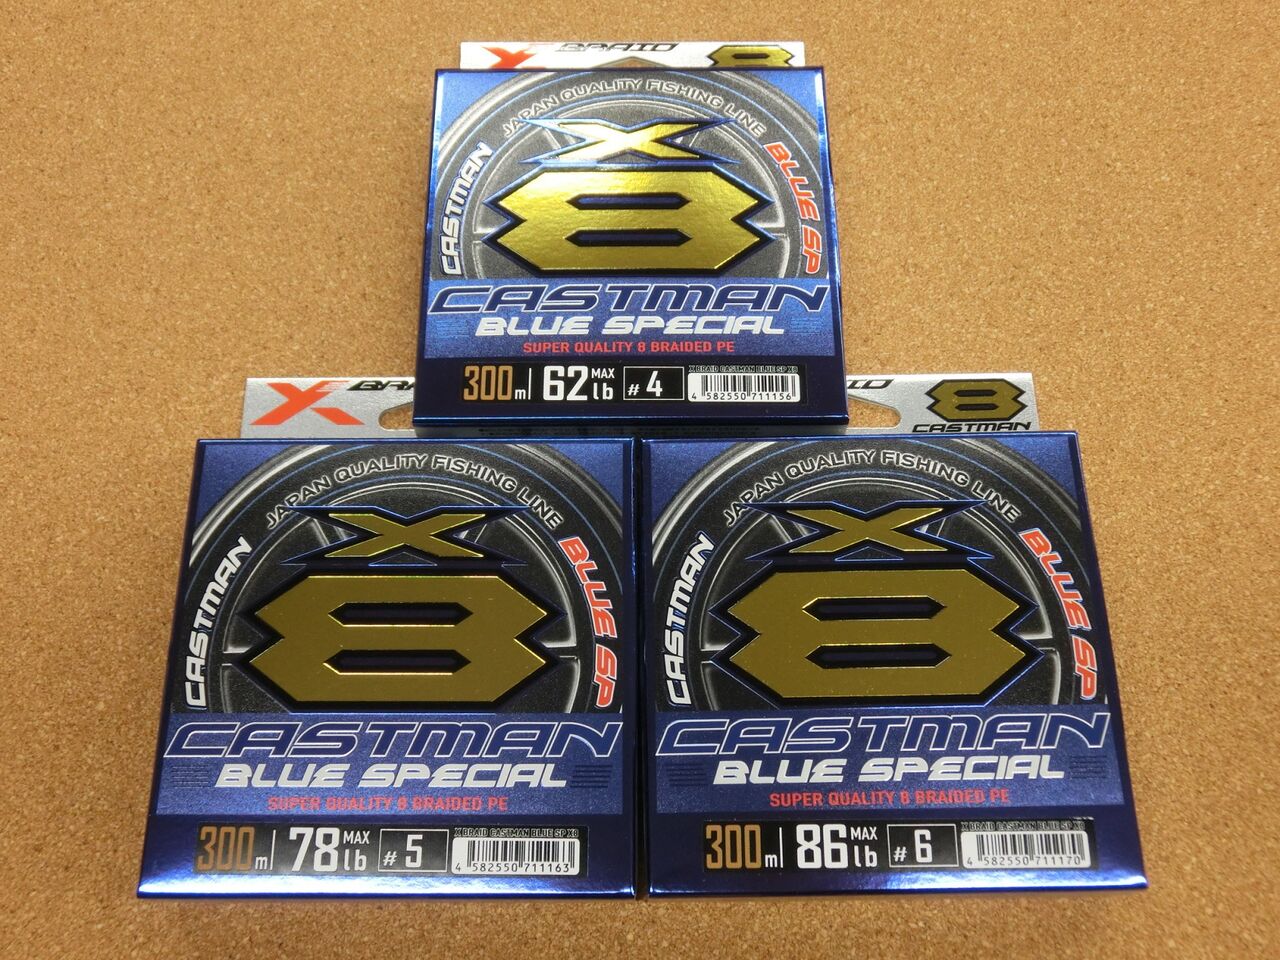 X BRAID 8
JAPAN QUALITY FISHING LINE
CASTMAN
BLUE SP
X
8
CASTMAN
BLUE SPECIAL
SUPER QUALITY 8 BRAIDED PE
300m 62 MAX lb #4
X BRAID CASTMAN BLUE SP X8
4 582550 711156
X
8
CASTMAN
JAPAN QUALITY FISHING LINE
CASTMAN
BLUE SP
X
8
CASTMAN
BLUE SPECIAL
SUPER QUALITY 8 BRAIDED PE
300m 78 MAX lb #5
X BRAID CASTMAN BLUE SP X8
4 582550 711163
JAPAN QUALITY FISHING LINE
CASTMAN
BLUE SP
X
8
CASTMAN
BLUE SPECIAL
SUPER QUALITY 8 BRAIDED PE
300m 86 MAX lb #6
X BRAID CASTMAN BLUE SP X8
4 582550 711170